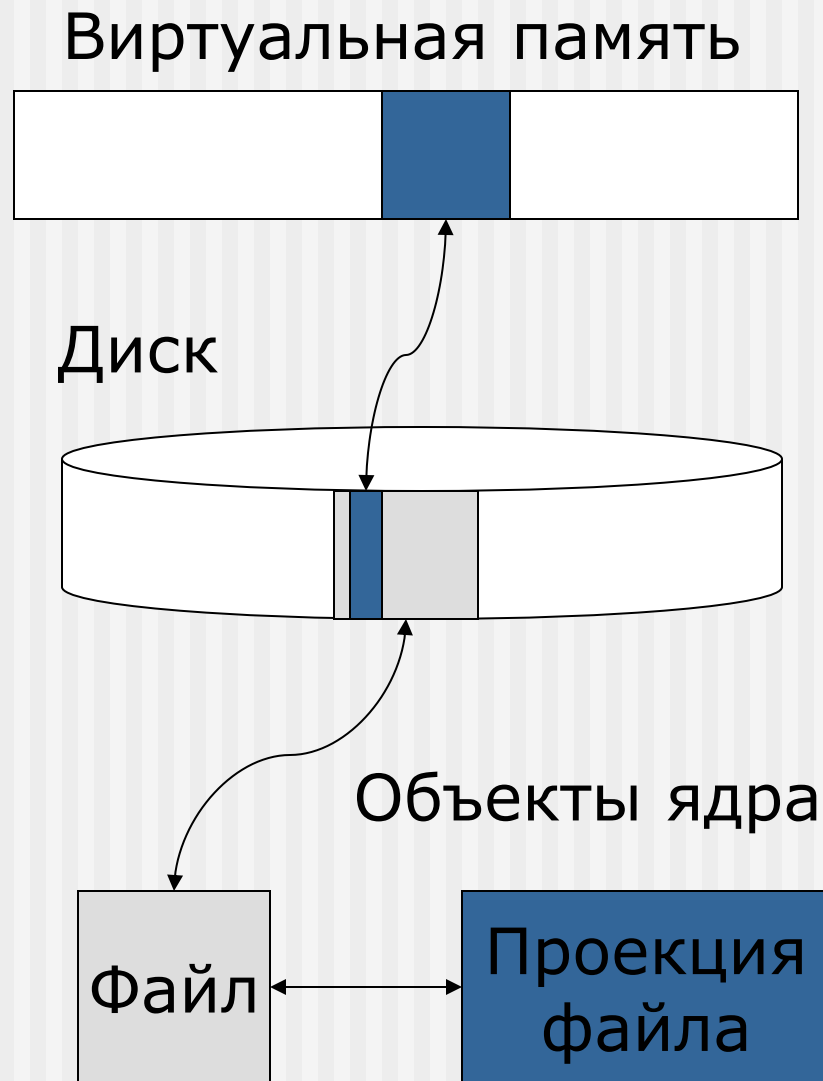 Виртуальная память
Диск
Объекты ядра
Файл
Проекция
файла